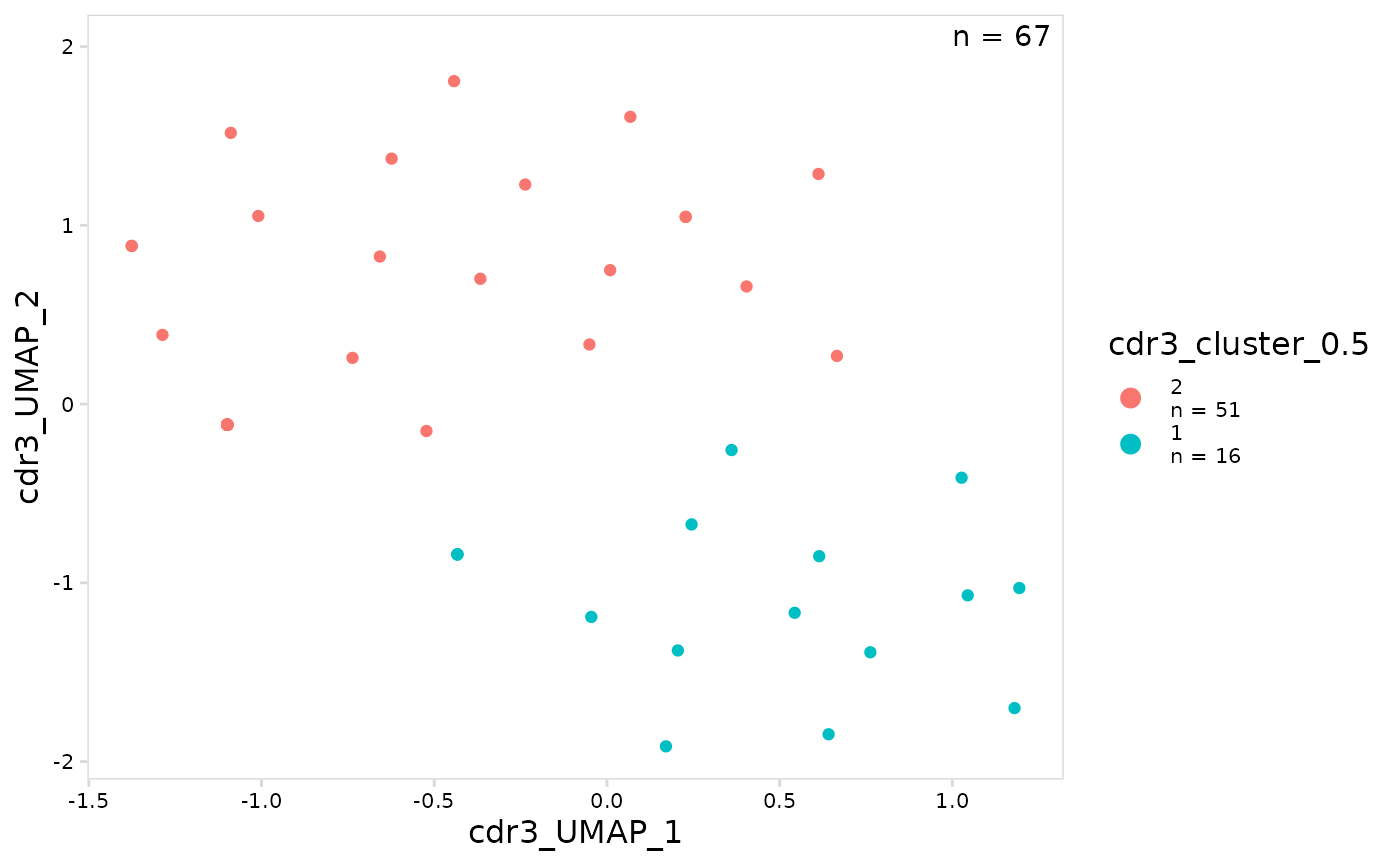 n = 67
2
1
0
-1
-2
cdr3_UMAP_2
-1.5
-1.0
-0.5
0.0
0.5
1.0
cdr3_UMAP_1
cdr3_cluster_0.5
2
n = 51
1
n = 16